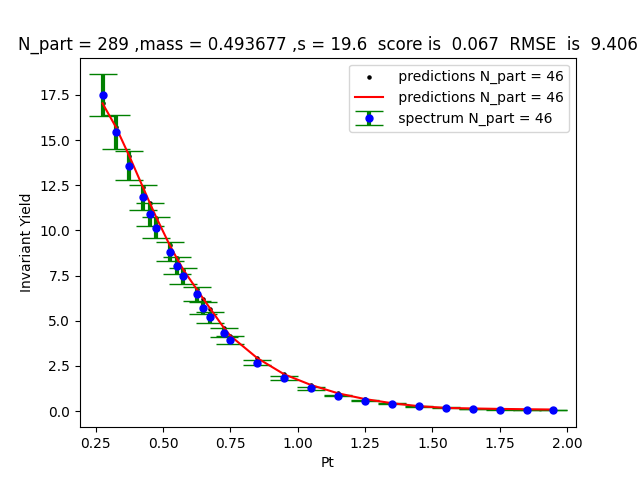 N_part = 289 ,mass = 0.493677 ,s = 19.6  score is  0.067  RMSE  is  9.406
predictions N_part = 46
predictions N_part = 46
spectrum N_part = 46
Invariant Yield
17.5
15.0
12.5
10.0
7.5
5.0
2.5
0.0
0.25 0.50 0.75 1.00 1.25 1.50 1.75 2.00
Pt